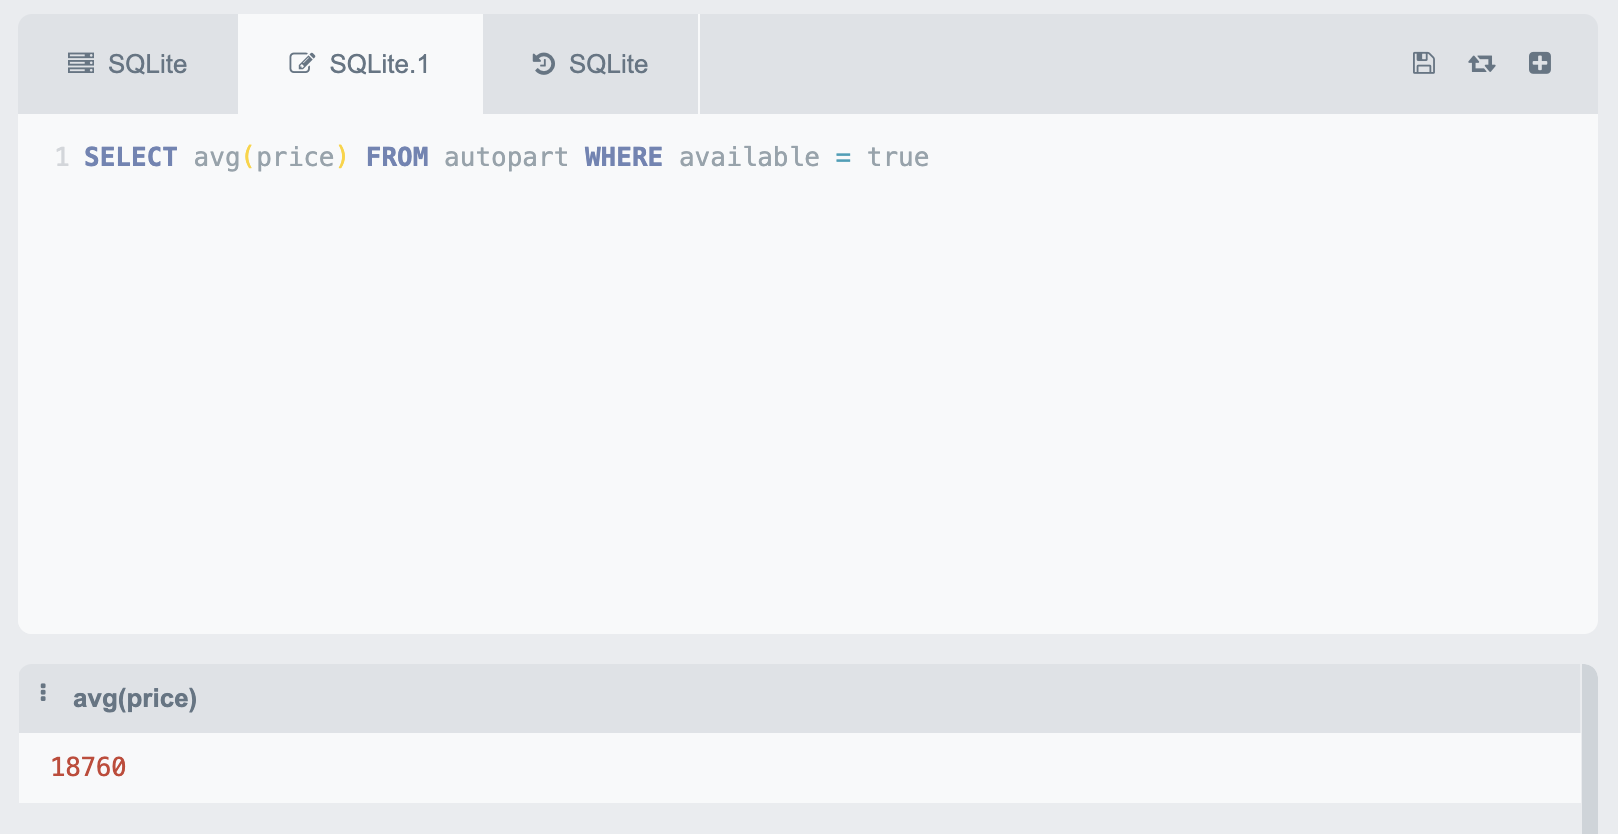 SQLite SQLite.1 SQLite
1 SELECT avg(price) FROM autopart WHERE available = true
avg(price)
18760